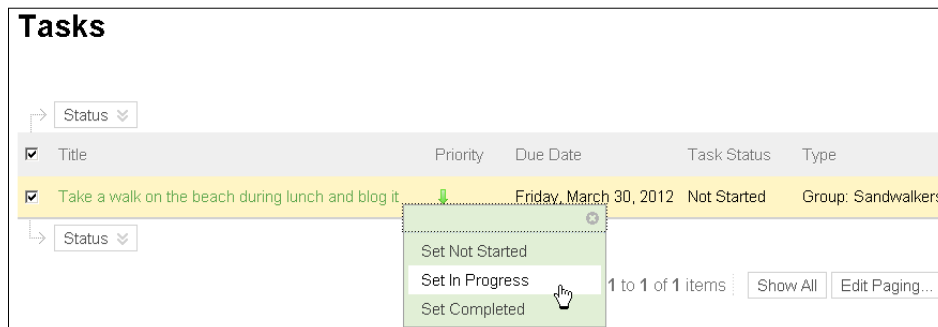 Tasks
Status
Title Priority Due Date Task Status Type
Take a walk on the beach during lunch and blog it Friday, March 30, 2012 Not Started Group: Sandwalkers
Status
Set Not Started
Set In Progress
1 to 1 of 1 items Show All Edit Paging...
Set Completed